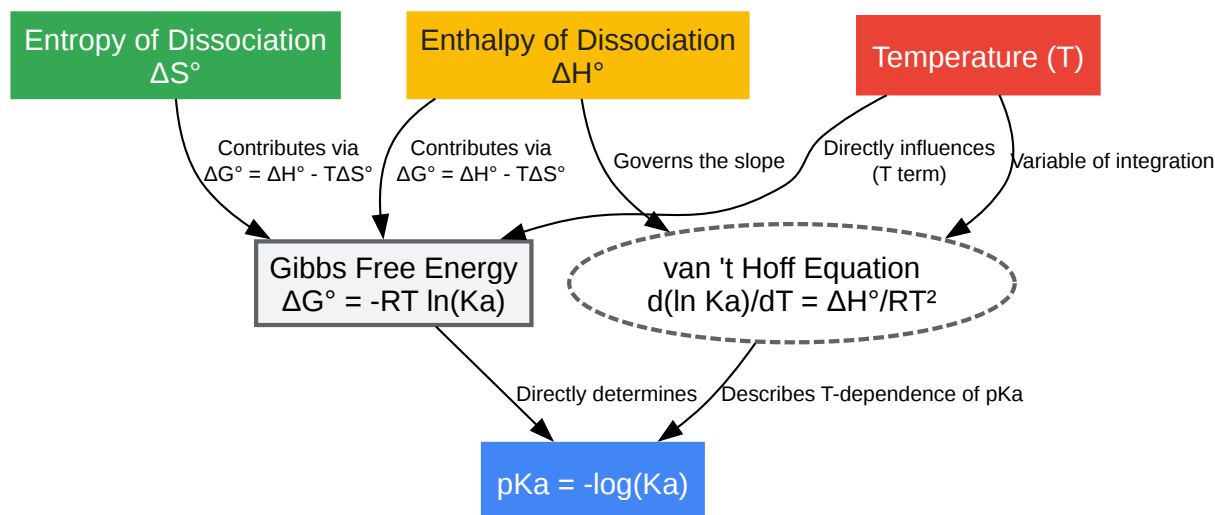 Entropy of Dissociation
ΔS°
Enthalpy of Dissociation
ΔH°
Temperature (T)
Contributes via
ΔG° = ΔH° - TΔS°
Contributes via
ΔG° = ΔH° - TΔS°
Governs the slope
Directly influences
(T term)
Variable of integration
Gibbs Free Energy
ΔG° = -RT ln(Ka)
van 't Hoff Equation
d(ln Ka)/dT = ΔH°/RT²
Directly determines
Describes T-dependence of pKa
pKa = -log(Ka)